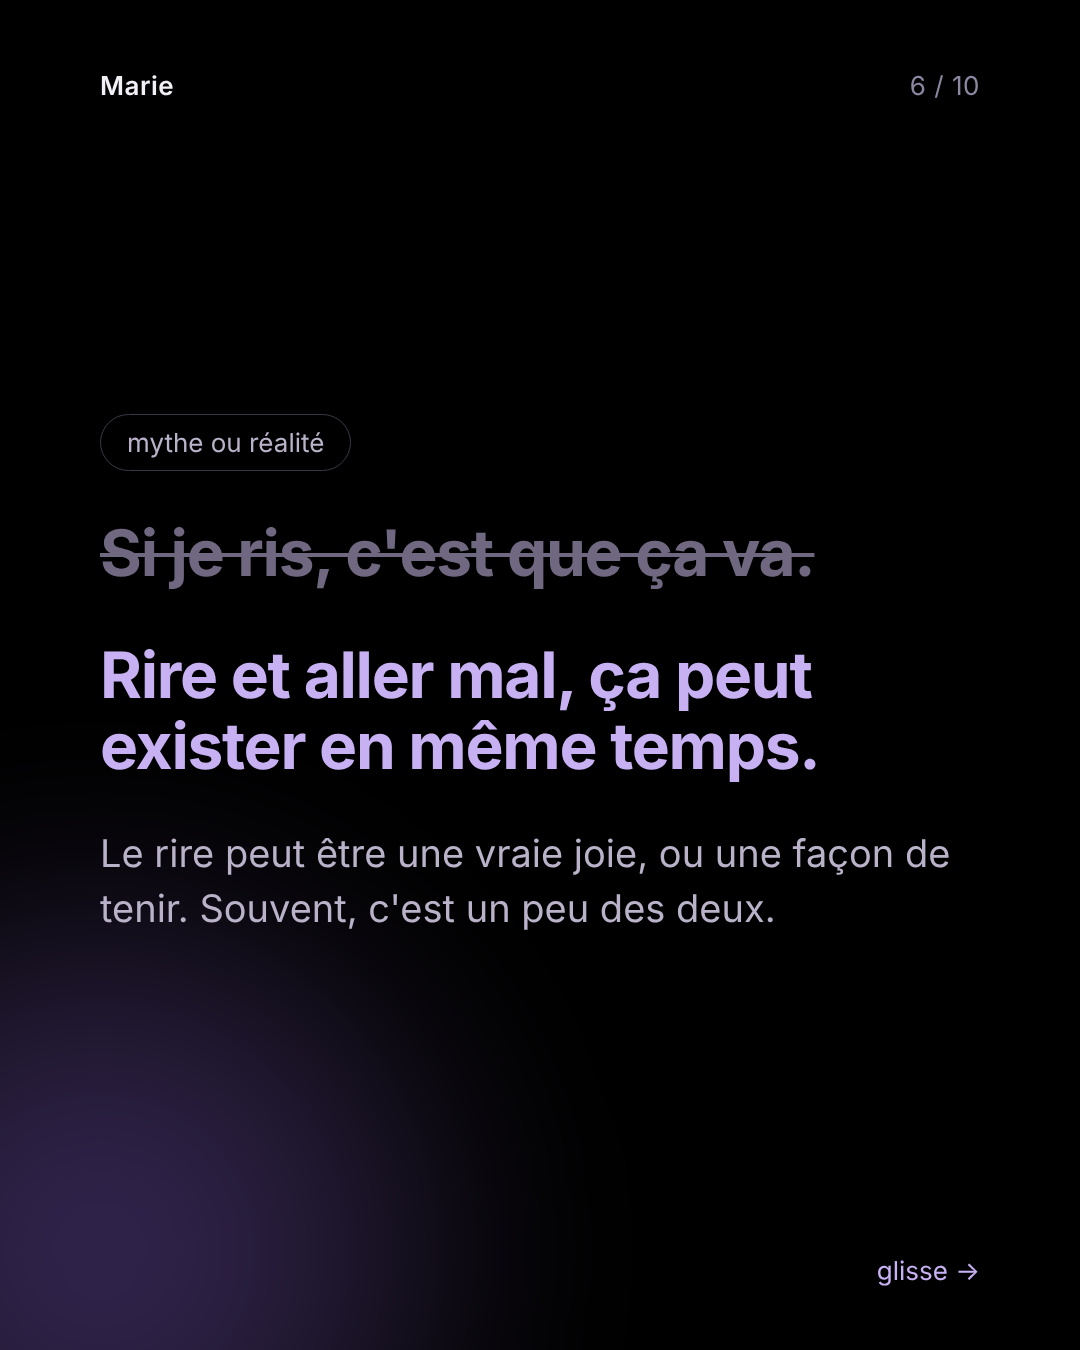 Marie
6 / 10
mythe ou réalité
Si je ris, c'est que ça va.
Rire et aller mal, ça peut
exister en même temps.
Le rire peut être une vraie joie, ou une façon de
tenir. Souvent, c'est un peu des deux.
glisse →